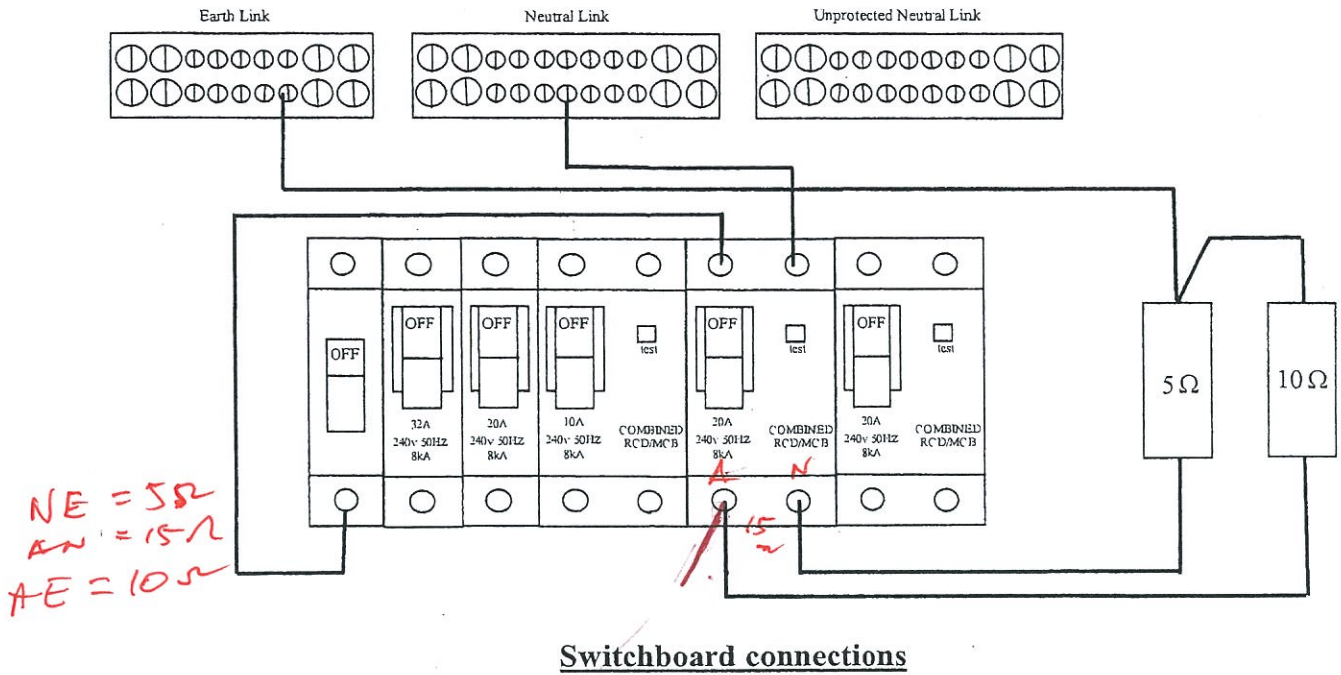 Earth Link
Neutral Link
Unprotected Neutral Link
OFF
OFF
OFF
OFF
test
OFF
test
OFF
test
5Ω
10Ω
32A
240v 50HZ
8kA
20A
240v 50HZ
8kA
10A
240v 50HZ
8kA
COMBINED
RCD/MCB
20A
240v 50HZ
8kA
COMBINED
RCD/MCB
20A
240v 50HZ
8kA
COMBINED
RCD/MCB
A
N
15
NE = 5Ω
AN = 15Ω
AE = 10Ω
Switchboard connections